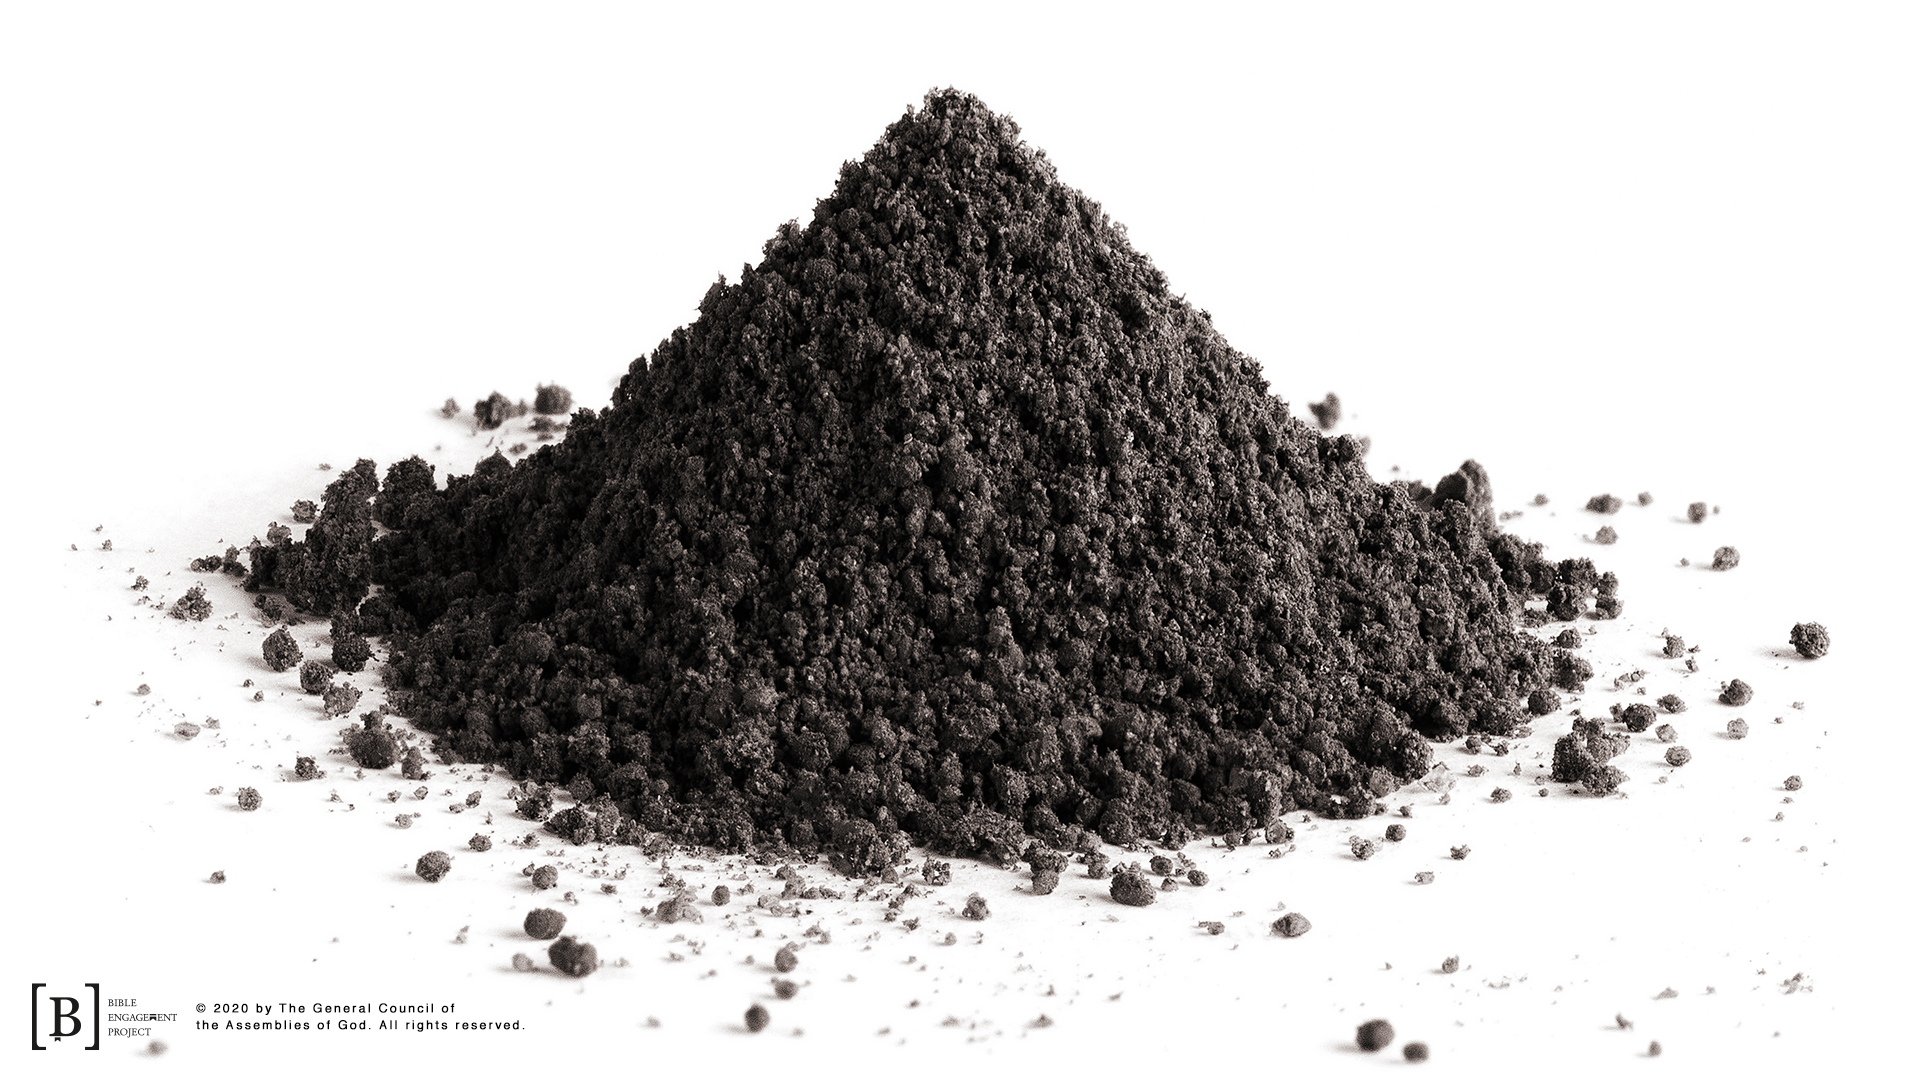 [B]
BIBLE
ENGAGEMENT
PROJECT
© 2020 by The General Council of
the Assemblies of God. All rights reserved.